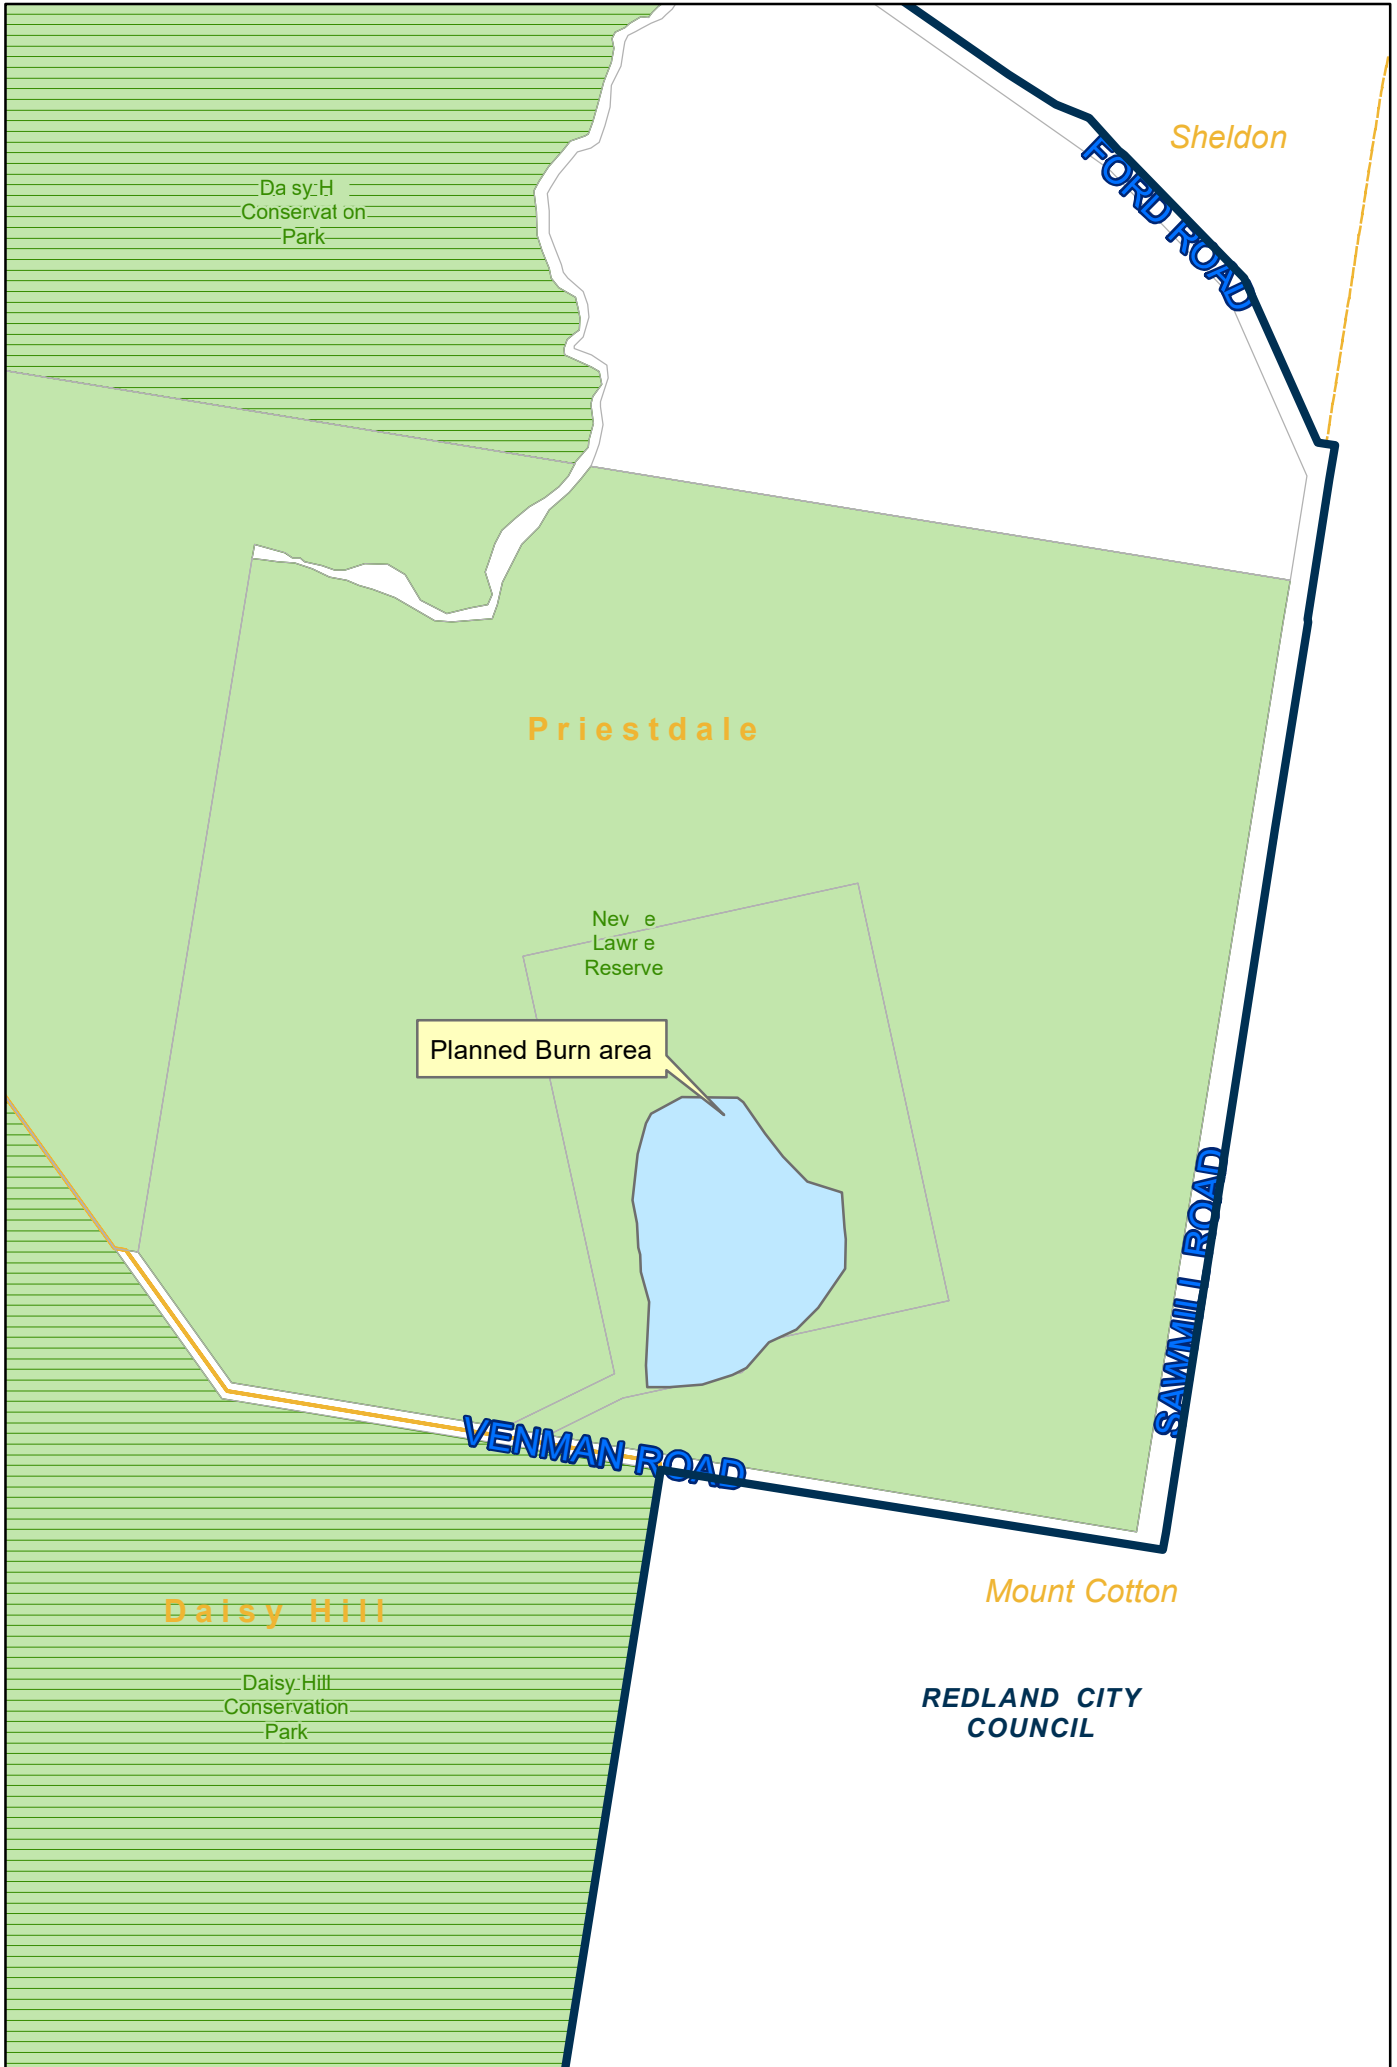 Sheldon
FORD ROAD
Da sy H
Conservat on
Park
Priestdale
Nev e
Lawr e
Reserve
Planned Burn area
SAWMILL ROAD
VENMAN ROAD
Mount Cotton
Daisy Hill
Daisy Hill
Conservation
Park
REDLAND CITY
COUNCIL